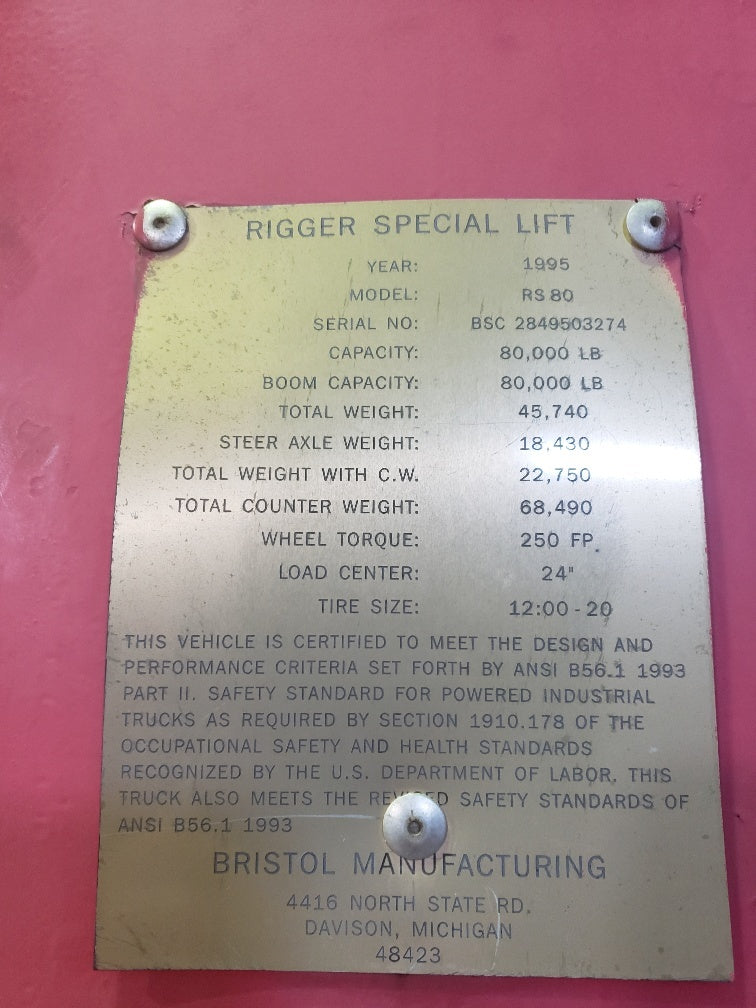 RIGGER SPECIAL LIFT
YEAR: 1995
MODEL: RS 80
SERIAL NO: BSC 2849503274
CAPACITY: 80,000 LB
BOOM CAPACITY: 80,000 LB
TOTAL WEIGHT: 45,740
STEER AXLE WEIGHT: 18,430
TOTAL WEIGHT WITH C.W. 22,750
TOTAL COUNTER WEIGHT: 68,490
WHEEL TORQUE: 250 FP.
LOAD CENTER: 24"
TIRE SIZE: 12:00 - 20
THIS VEHICLE IS CERTIFIED TO MEET THE DESIGN AND
PERFORMANCE CRITERIA SET FORTH BY ANSI B56.1 1993
PART II. SAFETY STANDARD FOR POWERED INDUSTRIAL
TRUCKS AS REQUIRED BY SECTION 1910.178 OF THE
OCCUPATIONAL SAFETY AND HEALTH STANDARDS
RECOGNIZED BY THE U.S. DEPARTMENT OF LABOR. THIS
TRUCK ALSO MEETS THE REVISED SAFETY STANDARDS OF
ANSI B56.1 1993
BRISTOL MANUFACTURING
4416 NORTH STATE RD.
DAVISON, MICHIGAN
48423